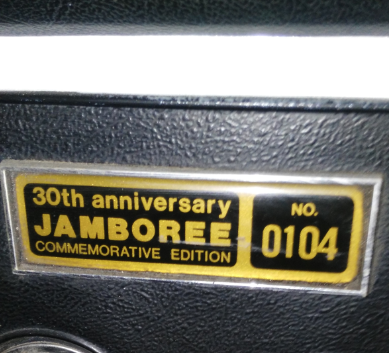 30th anniversary
JAMBOREE
COMMEMORATIVE EDITION
NO.
0104